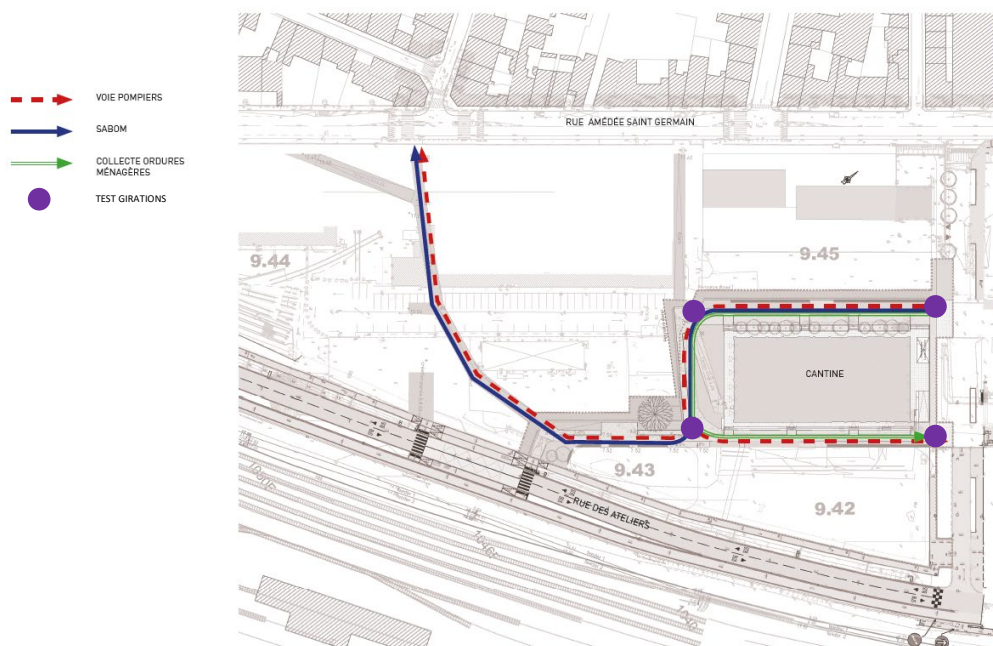 VOIE POMPIERS
SABOM
COLLECTE ORDURES
MÉNAGÈRES
TEST GIRATIONS
RUE AMÉDÉE SAINT GERMAIN
9.44
9.45
CANTINE
9.43
9.42
RUE DES ATELIERS